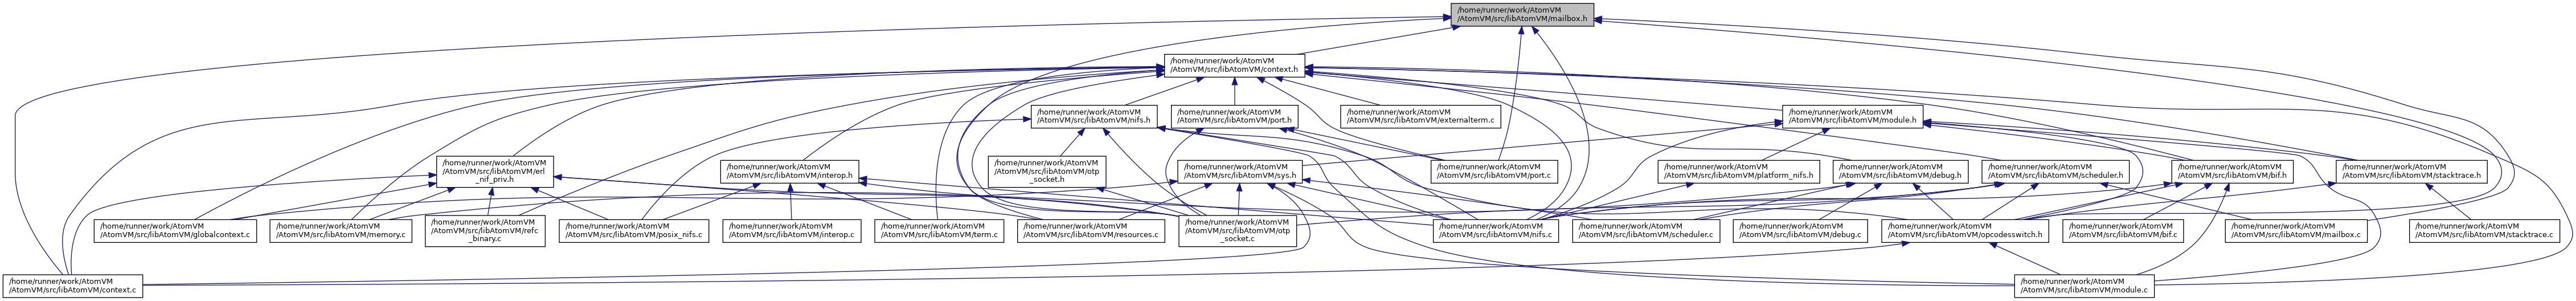 /home/runner/work/AtomVM
/AtomVM/src/libAtomVM/mailbox.h
/home/runner/work/AtomVM
/AtomVM/src/libAtomVM/context.h
/home/runner/work/AtomVM
/AtomVM/src/libAtomVM/nifs.h
/home/runner/work/AtomVM
/AtomVM/src/libAtomVM/port.h
/home/runner/work/AtomVM
/AtomVM/src/libAtomVM/externalterm.c
/home/runner/work/AtomVM
/AtomVM/src/libAtomVM/module.h
/home/runner/work/AtomVM
/AtomVM/src/libAtomVM/erl
_nif_priv.h
/home/runner/work/AtomVM
/AtomVM/src/libAtomVM/interop.h
/home/runner/work/AtomVM
/AtomVM/src/libAtomVM/otp
_socket.h
/home/runner/work/AtomVM
/AtomVM/src/libAtomVM/sys.h
/home/runner/work/AtomVM
/AtomVM/src/libAtomVM/port.c
/home/runner/work/AtomVM
/AtomVM/src/libAtomVM/platform_nifs.h
/home/runner/work/AtomVM
/AtomVM/src/libAtomVM/debug.h
/home/runner/work/AtomVM
/AtomVM/src/libAtomVM/scheduler.h
/home/runner/work/AtomVM
/AtomVM/src/libAtomVM/bif.h
/home/runner/work/AtomVM
/AtomVM/src/libAtomVM/stacktrace.h
/home/runner/work/AtomVM
/AtomVM/src/libAtomVM/globalcontext.c
/home/runner/work/AtomVM
/AtomVM/src/libAtomVM/memory.c
/home/runner/work/AtomVM
/AtomVM/src/libAtomVM/refc
_binary.c
/home/runner/work/AtomVM
/AtomVM/src/libAtomVM/posix_nifs.c
/home/runner/work/AtomVM
/AtomVM/src/libAtomVM/interop.c
/home/runner/work/AtomVM
/AtomVM/src/libAtomVM/term.c
/home/runner/work/AtomVM
/AtomVM/src/libAtomVM/resources.c
/home/runner/work/AtomVM
/AtomVM/src/libAtomVM/otp
_socket.c
/home/runner/work/AtomVM
/AtomVM/src/libAtomVM/nifs.c
/home/runner/work/AtomVM
/AtomVM/src/libAtomVM/scheduler.c
/home/runner/work/AtomVM
/AtomVM/src/libAtomVM/debug.c
/home/runner/work/AtomVM
/AtomVM/src/libAtomVM/opcodesswitch.h
/home/runner/work/AtomVM
/AtomVM/src/libAtomVM/bif.c
/home/runner/work/AtomVM
/AtomVM/src/libAtomVM/mailbox.c
/home/runner/work/AtomVM
/AtomVM/src/libAtomVM/stacktrace.c
/home/runner/work/AtomVM
/AtomVM/src/libAtomVM/context.c
/home/runner/work/AtomVM
/AtomVM/src/libAtomVM/module.c